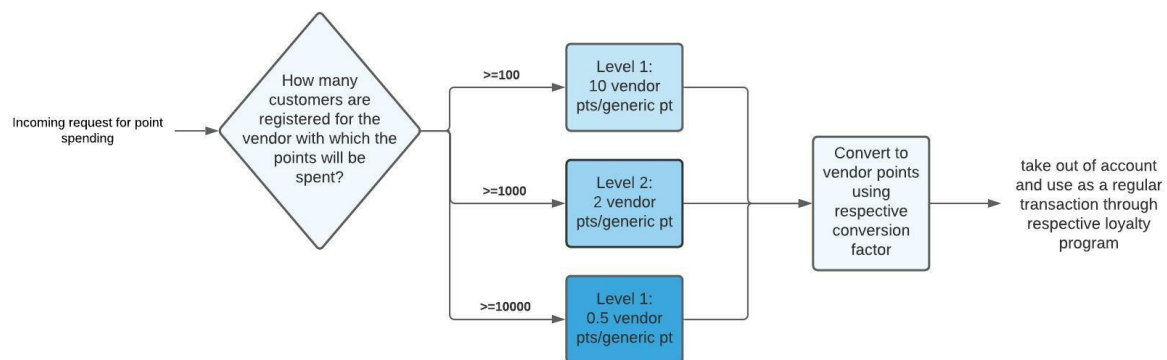 Incoming request for point
spending
How many
customers are
registered for the
vendor with which the
points will be
spent?
>=100
Level 1:
10 vendor
pts/generic pt
>=1000
Level 2:
2 vendor
pts/generic pt
>=10000
Level 1:
0.5 vendor
pts/generic pt
Convert to
vendor points
using
respective
conversion
factor
take out of account
and use as a regular
transaction through
respective loyalty
program